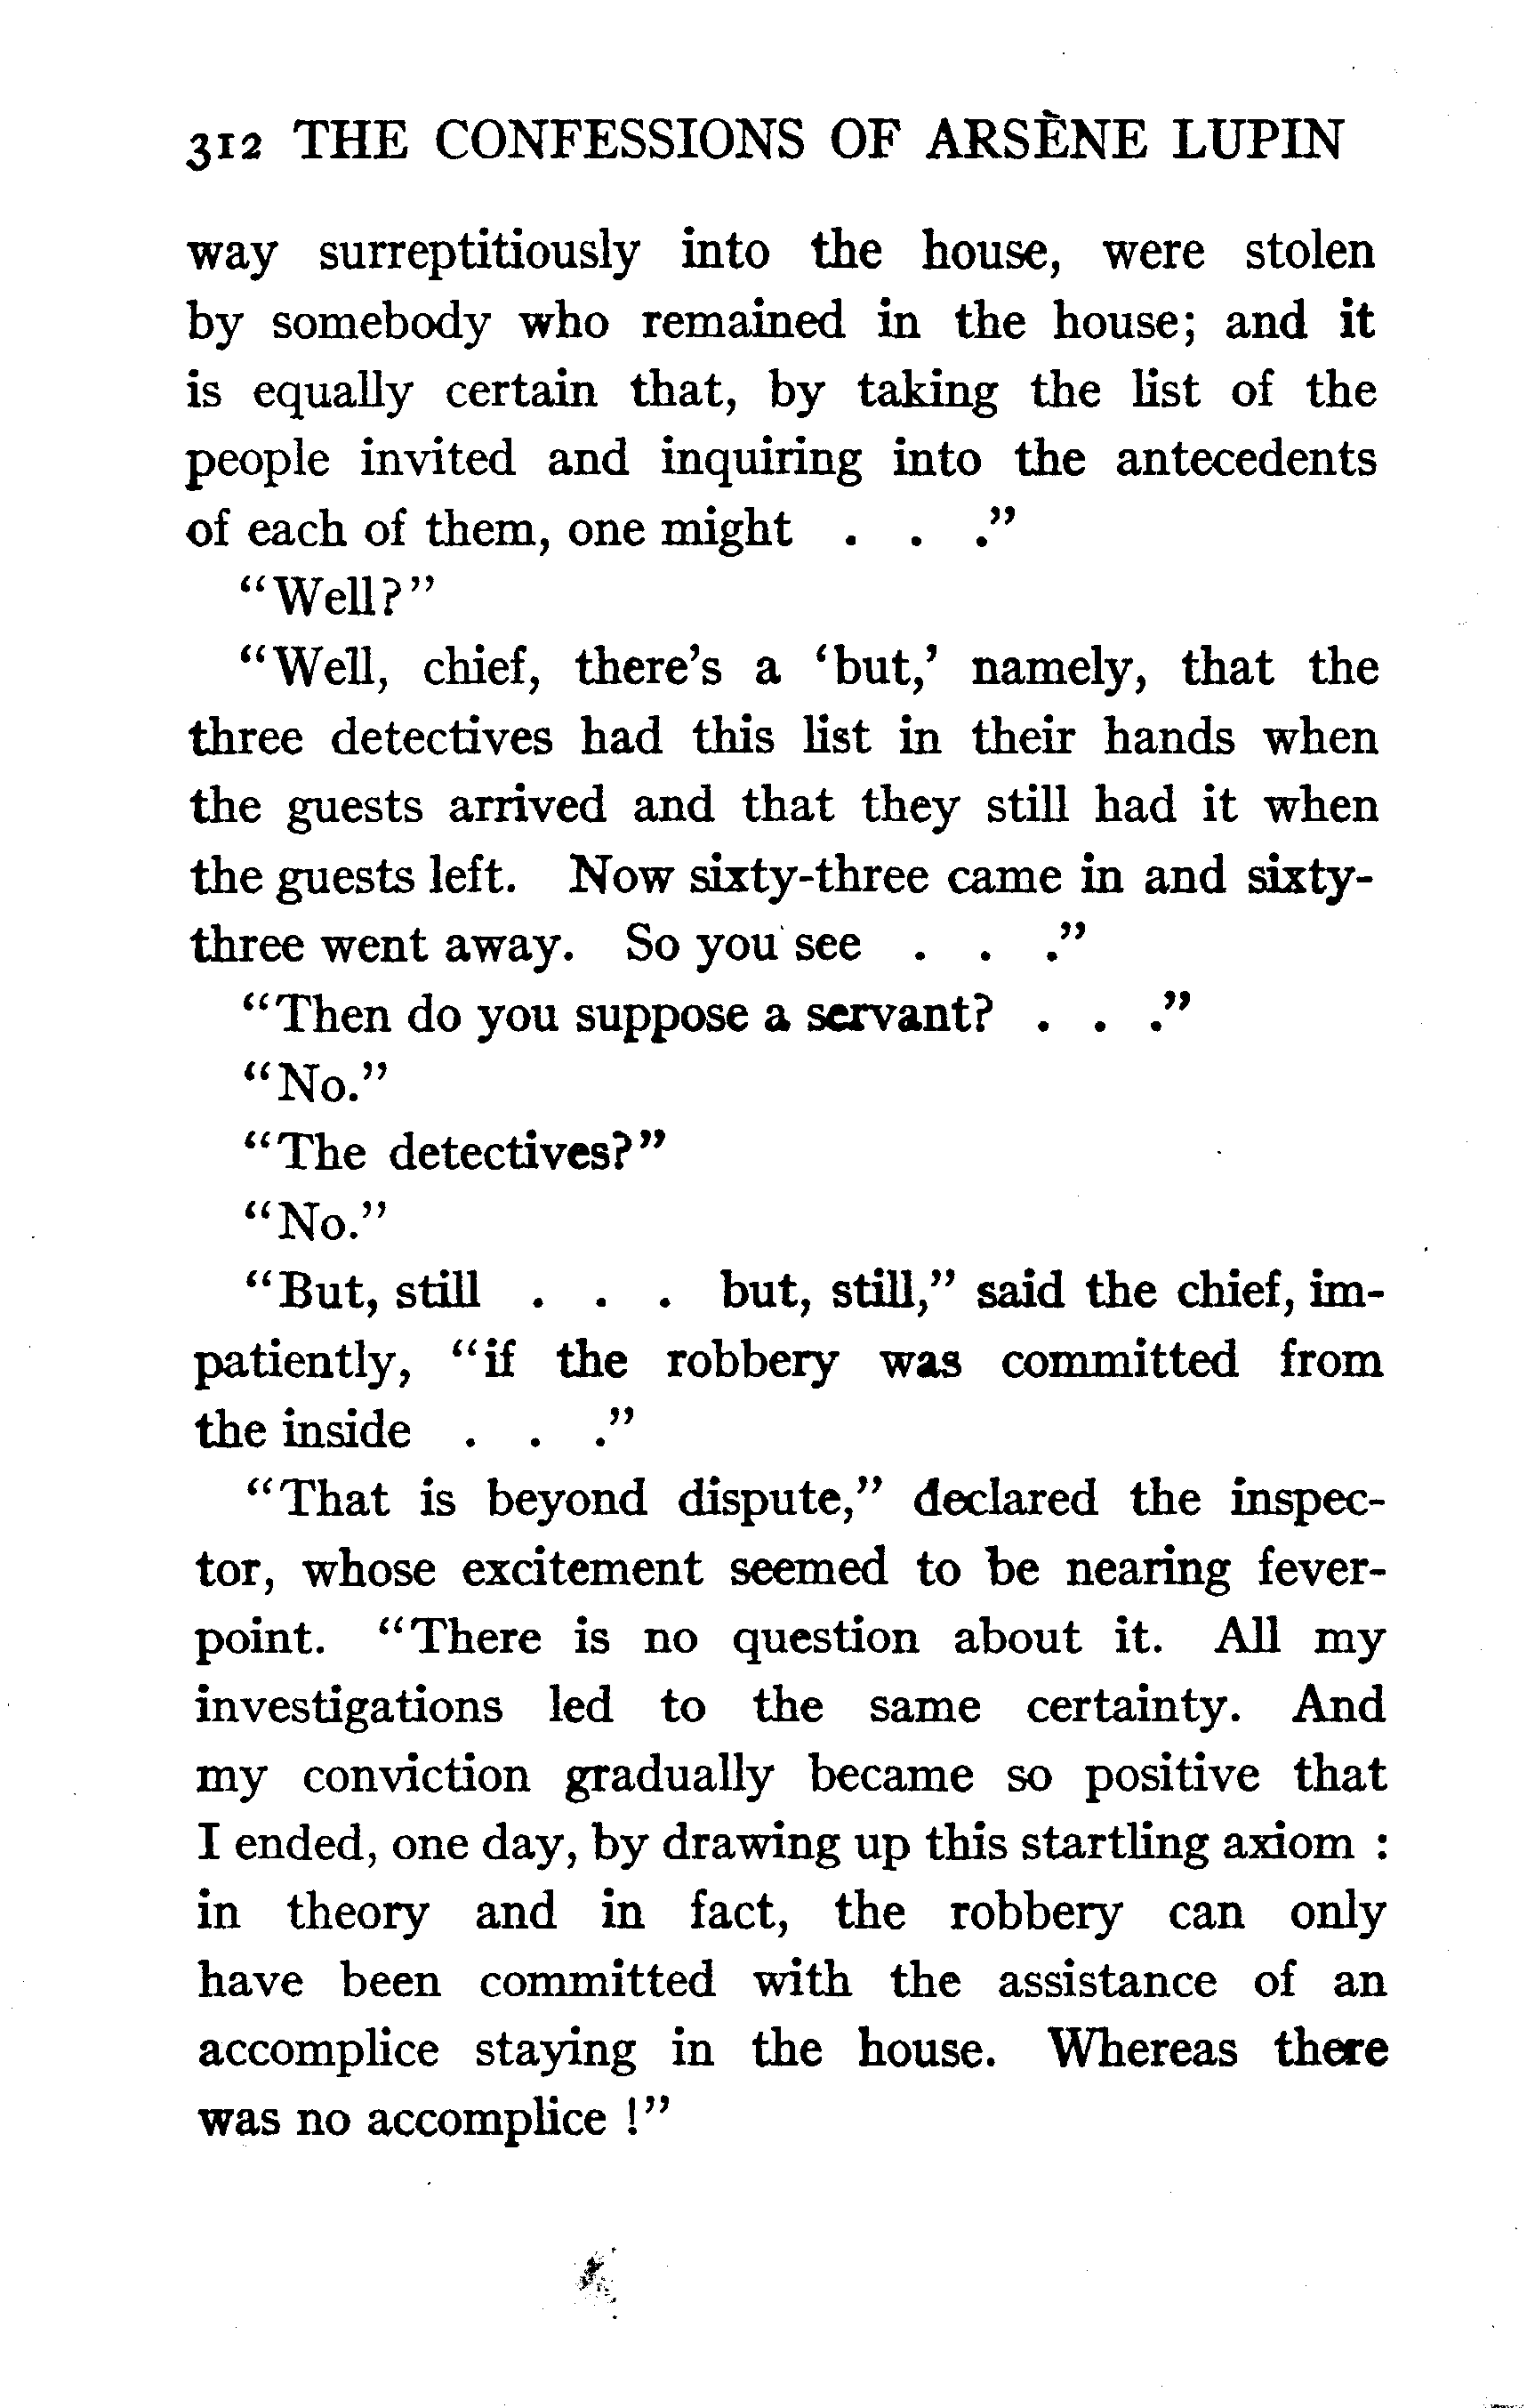 312 THE CONFESSIONS OF ARSÈNE LUPIN
way surreptitiously into the house, were stolen
by somebody who remained in the house; and it
is equally certain that, by taking the list of the
people invited and inquiring into the antecedents
of each of them, one might . . ."
"Well?"
"Well, chief, there's a 'but,' namely, that the
three detectives had this list in their hands when
the guests arrived and that they still had it when
the guests left. Now sixty-three came in and sixty-
three went away. So you see . . ."
"Then do you suppose a servant? . . ."
"No."
"The detectives?"
"No."
"But, still . . . but, still," said the chief, im-
patiently, "if the robbery was committed from
the inside . . ."
"That is beyond dispute," declared the inspec-
tor, whose excitement seemed to be nearing fever-
point. "There is no question about it. All my
investigations led to the same certainty. And
my conviction gradually became so positive that
I ended, one day, by drawing up this startling axiom :
in theory and in fact, the robbery can only
have been committed with the assistance of an
accomplice staying in the house. Whereas there
was no accomplice !"